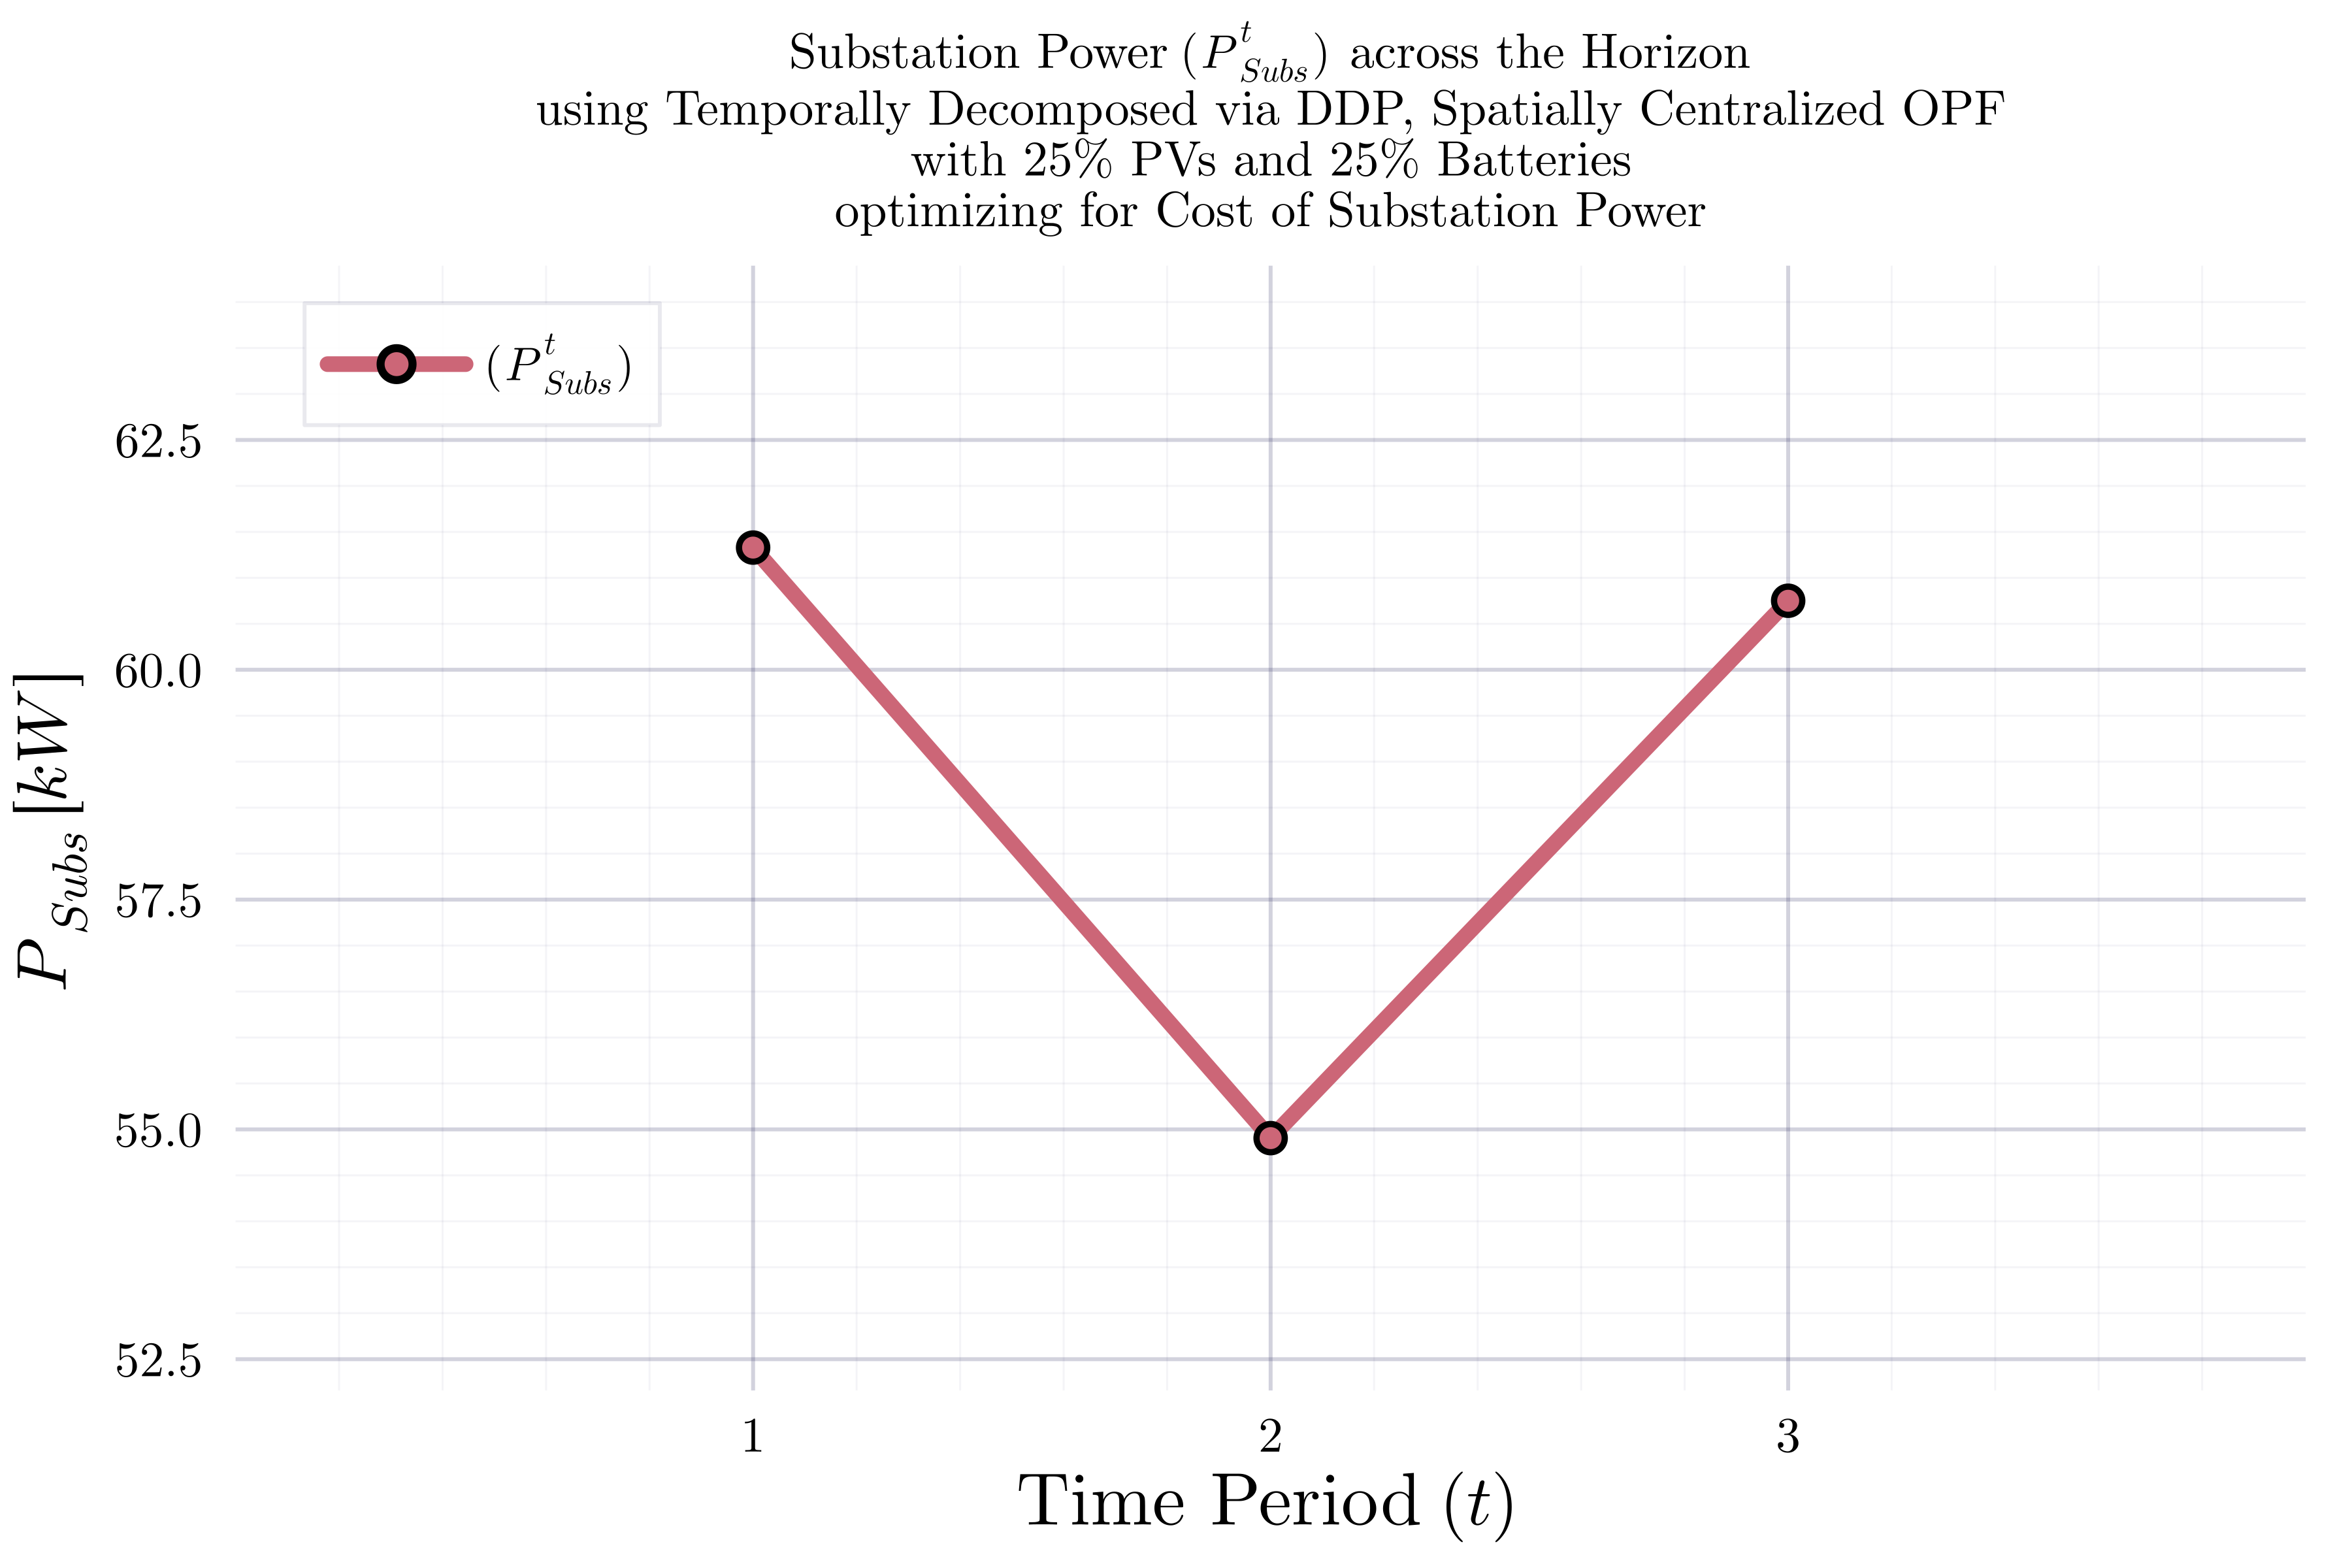 Substation Power (P^t_Subs) across the Horizon
using Temporally Decomposed via DDP, Spatially Centralized OPF
with 25% PVs and 25% Batteries
optimizing for Cost of Substation Power
(P^t_Subs)
62.5
60.0
57.5
55.0
52.5
P_Subs [kW]
1 2 3
Time Period (t)